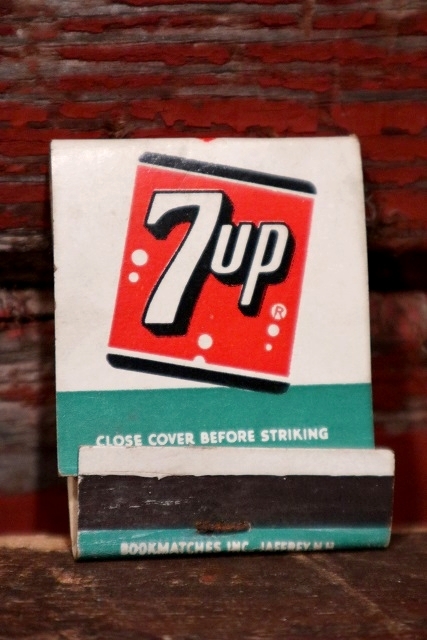 7up
®
CLOSE COVER BEFORE STRIKING
BOOKMATCHES INC. JAFFREY N.H.